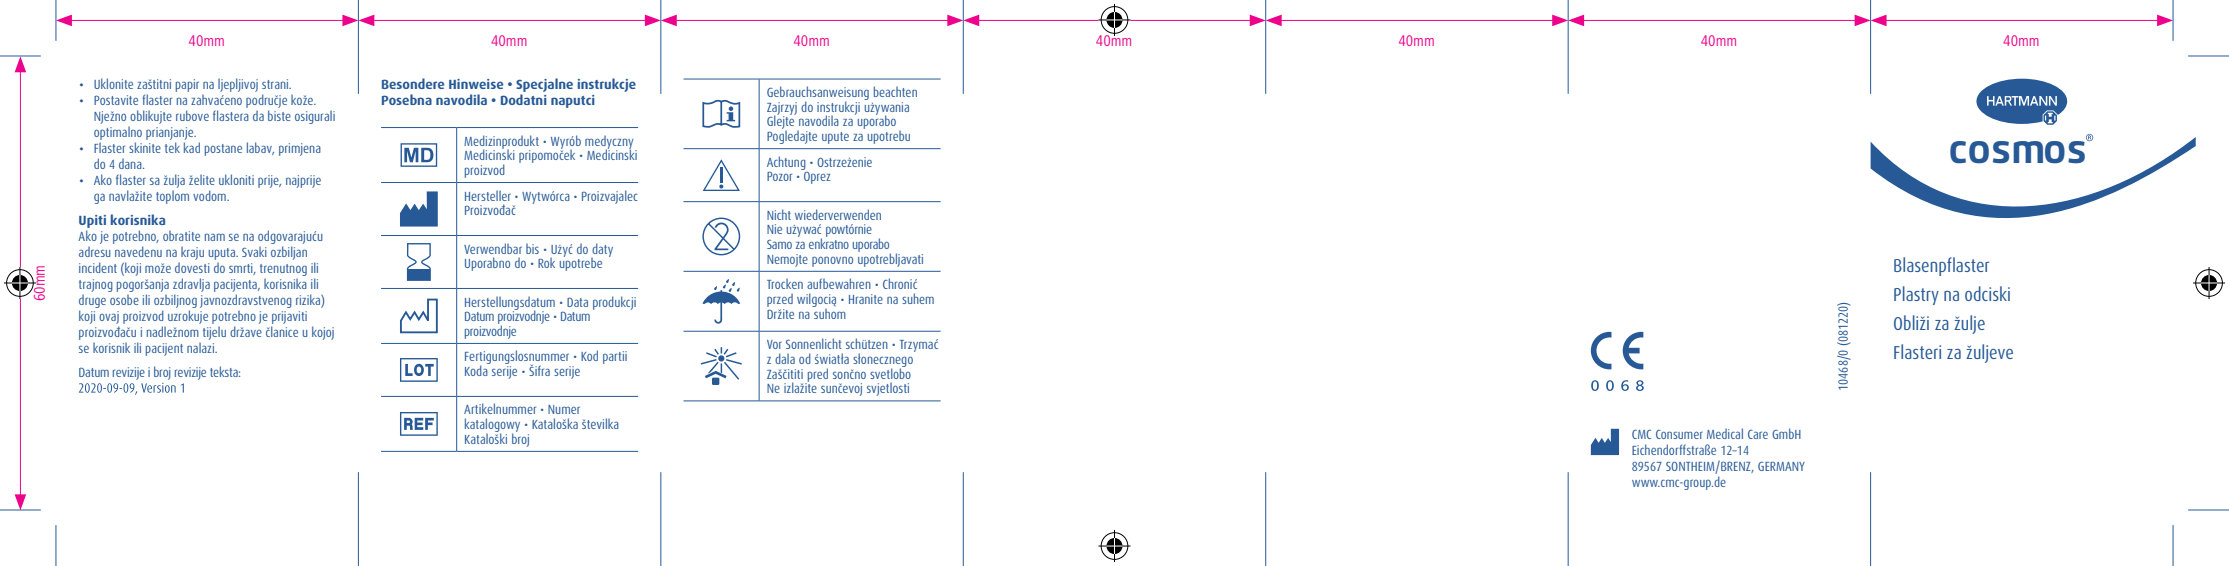 40mm
40mm
40mm
40mm
40mm
40mm
40mm
60mm
• Uklonite zaštitni papir na ljepljivoj strani.
• Postavite flaster na zahvaćeno područje kože.
Nježno oblikujte rubove flastera da biste osigurali
optimalno prianjanje.
• Flaster skinite tek kad postane labav, primjena
do 4 dana.
• Ako flaster sa žulja želite ukloniti prije, najprije
ga navlažite toplom vodom.
Upiti korisnika
Ako je potrebno, obratite nam se na odgovarajuću
adresu navedenu na kraju uputa. Svaki ozbiljan
incident (koji može dovesti do smrti, trenutnog ili
trajnog pogoršanja zdravlja pacijenta, korisnika ili
druge osobe ili ozbiljnog javnozdravstvenog rizika)
koji ovaj proizvod uzrokuje potrebno je prijaviti
proizvođaču i nadležnom tijelu države članice u kojoj
se korisnik ili pacijent nalazi.
Datum revizije i broj revizije teksta:
2020-09-09, Version 1
Besondere Hinweise • Specjalne instrukcje
Posebna navodila • Dodatni naputci
MD
Medizinprodukt • Wyrób medyczny
Medicinski pripomoček • Medicinski
proizvod
Hersteller • Wytwórca • Proizvajalec
Proizvođač
Verwendbar bis • Użyć do daty
Uporabno do • Rok upotrebe
Herstellungsdatum • Data produkcji
Datum proizvodnje • Datum
proizvodnje
LOT
Fertigungslosnummer • Kod partii
Koda serije • Šifra serije
REF
Artikelnummer • Numer
katalogowy • Kataloška številka
Kataloški broj
Gebrauchsanweisung beachten
Zajrzyj do instrukcji używania
Glejte navodila za uporabo
Pogledajte upute za upotrebu
Achtung • Ostrzeżenie
Pozor • Oprez
2
Nicht wiederverwenden
Nie używać powtórnie
Samo za enkratno uporabo
Nemojte ponovno upotrebljavati
Trocken aufbewahren • Chronić
przed wilgocią • Hranite na suhem
Držite na suhom
Vor Sonnenlicht schützen • Trzymać
z dala od światła słonecznego
Zaščititi pred sončno svetlobo
Ne izlažite sunčevoj svjetlosti
CE
0068
10468/0 (081220)
CMC Consumer Medical Care GmbH
Eichendorffstraße 12–14
89567 SONTHEIM/BRENZ, GERMANY
www.cmc-group.de
HARTMANN
cosmos®
Blasenpflaster
Plastry na odciski
Obliži za žulje
Flasteri za žuljeve